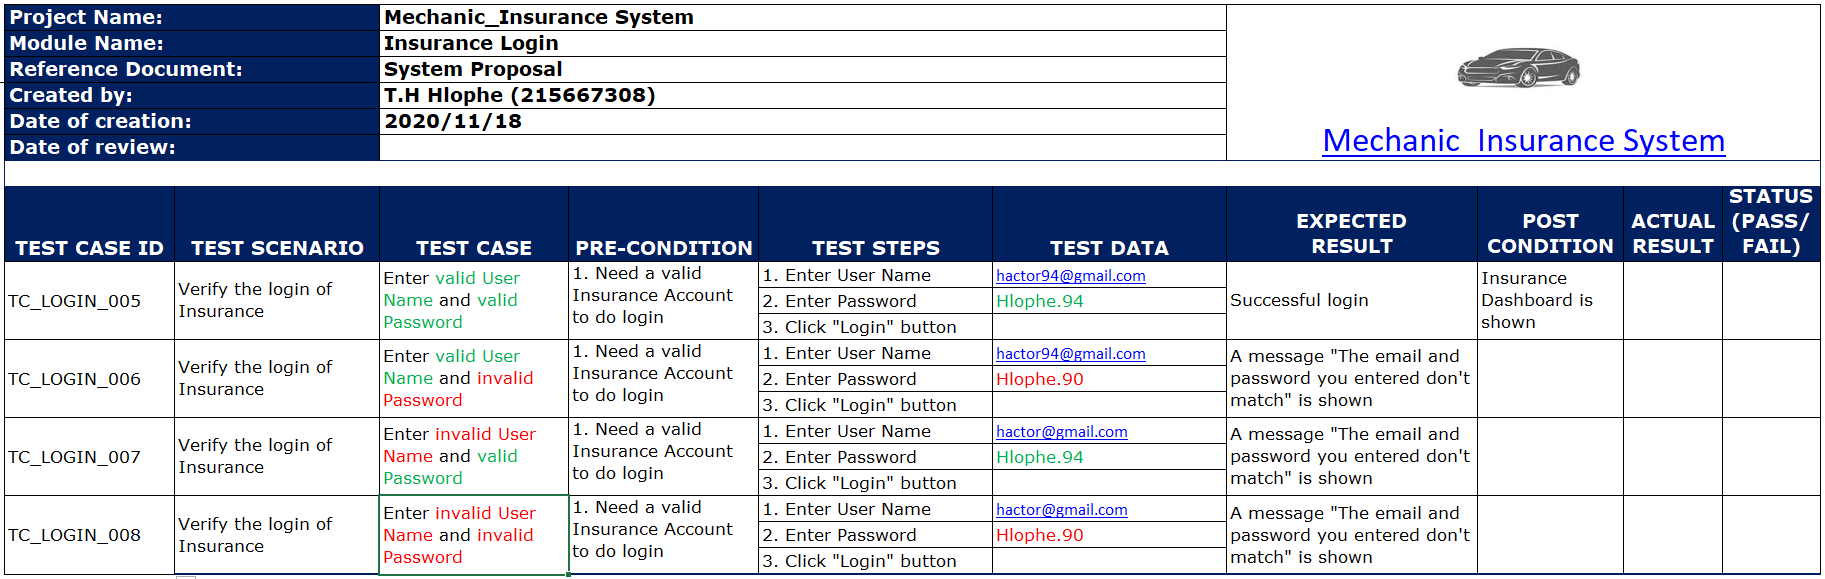 Project Name: Mechanic_Insurance System
Module Name: Insurance Login
Reference Document: System Proposal
Created by: T.H Hlophe (215667308)
Date of creation: 2020/11/18
Date of review:
Mechanic_Insurance System
TEST CASE ID
TEST SCENARIO
TEST CASE
PRE-CONDITION
TEST STEPS
TEST DATA
EXPECTED
RESULT
POST
CONDITION
ACTUAL
RESULT
STATUS
(PASS/
FAIL)
TC_LOGIN_005
Verify the login of
Insurance
Enter valid User
Name and valid
Password
1. Need a valid
Insurance Account
to do login
1. Enter User Name
hactor94@gmail.com
2. Enter Password
Hlophe.94
3. Click "Login" button
Successful login
Insurance
Dashboard is
shown
TC_LOGIN_006
Verify the login of
Insurance
Enter valid User
Name and invalid
Password
1. Need a valid
Insurance Account
to do login
1. Enter User Name
hactor94@gmail.com
2. Enter Password
Hlophe.90
3. Click "Login" button
A message "The email and
password you entered don't
match" is shown
TC_LOGIN_007
Verify the login of
Insurance
Enter invalid User
Name and valid
Password
1. Need a valid
Insurance Account
to do login
1. Enter User Name
hactor@gmail.com
2. Enter Password
Hlophe.94
3. Click "Login" button
A message "The email and
password you entered don't
match" is shown
TC_LOGIN_008
Verify the login of
Insurance
Enter invalid User
Name and invalid
Password
1. Need a valid
Insurance Account
to do login
1. Enter User Name
hactor@gmail.com
2. Enter Password
Hlophe.90
3. Click "Login" button
A message "The email and
password you entered don't
match" is shown